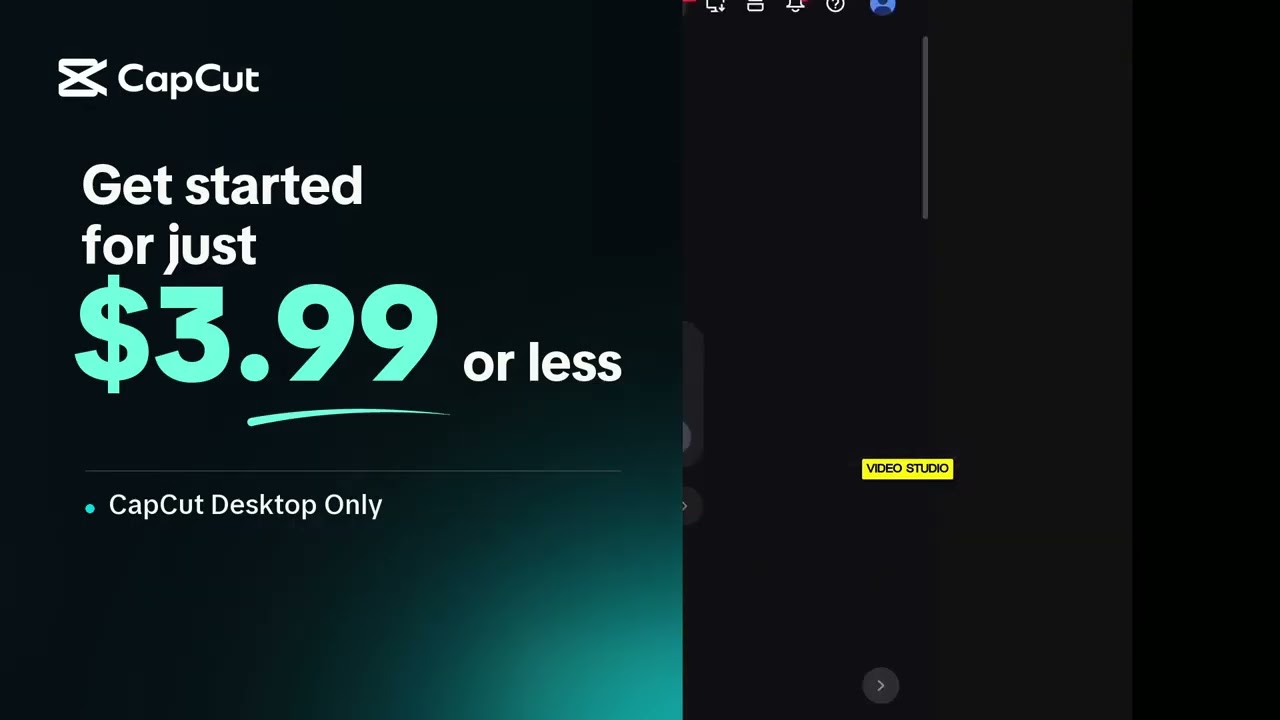 CapCut
Get started
for just
$3.99 or less
CapCut Desktop Only
VIDEO STUDIO